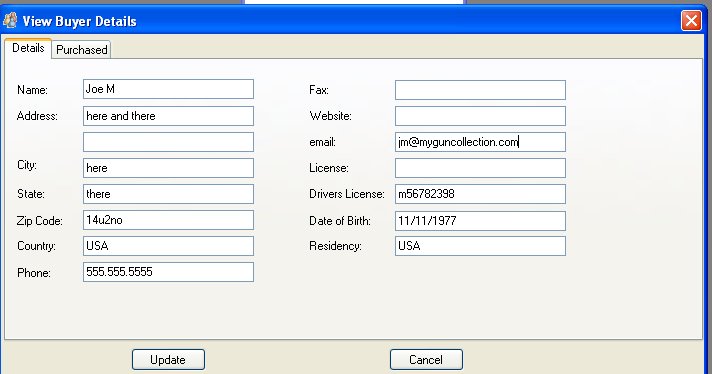 View Buyer Details
Details Purchased
Name: Joe M
Address: here and there
City: here
State: there
Zip Code: 14u2no
Country: USA
Phone: 555.555.5555
Fax:
Website:
email: jm@myguncollection.com
License:
Drivers License: m56782398
Date of Birth: 11/11/1977
Residency: USA
Update Cancel